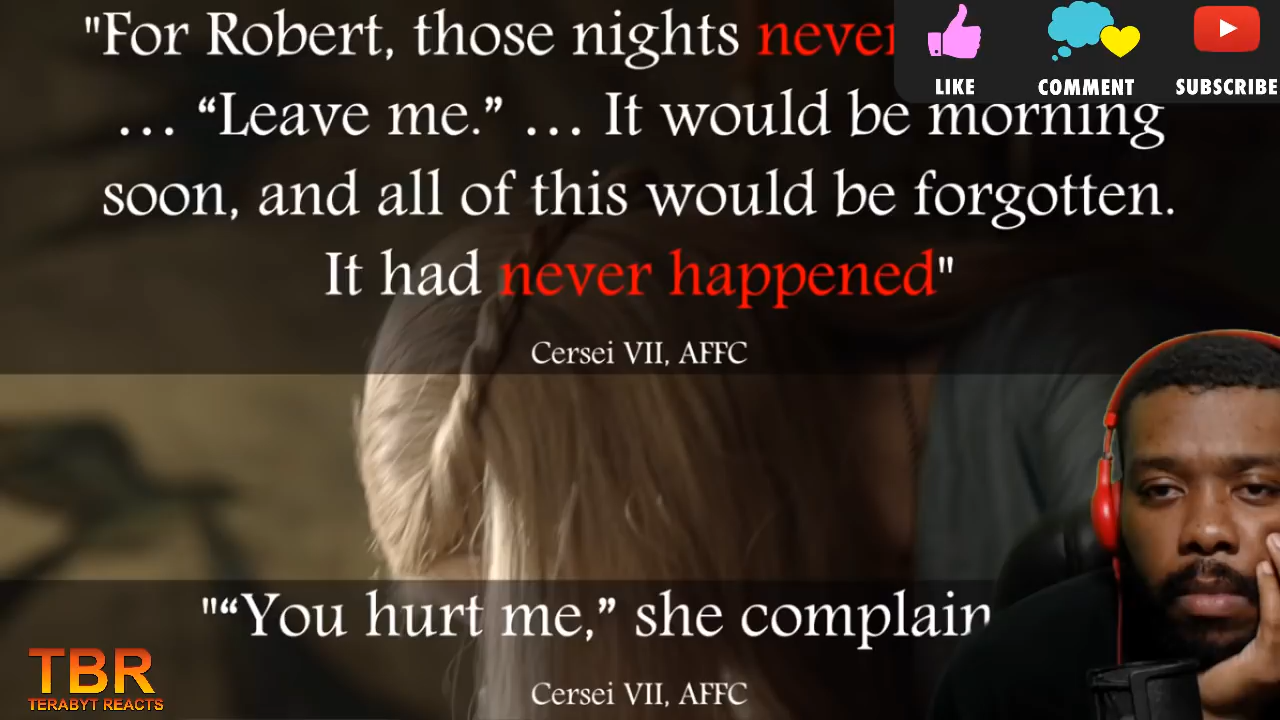 "For Robert, those nights never
LIKE COMMENT SUBSCRIBE
… “Leave me.” … It would be morning
soon, and all of this would be forgotten.
It had never happened"
Cersei VII, AFFC
"“You hurt me,” she complain
TBR
TERABYT REACTS
Cersei VII, AFFC